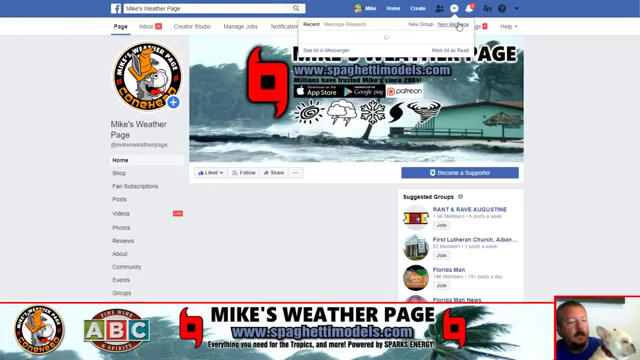 Mike's Weather Page
Mike
Home
Create
Page
Inbox
Creator Studio
Manage Jobs
Notification
Help
Recent
Message Requests
New Group
New Message
See All in Messenger
Mark All as Read
MIKE'S WEATHER PAGE
CONEHEAD
Mike's Weather
Page
@mikesweatherpage
Millions have trusted Mike's since 2004!
www.spaghettimodels.com
App Store
Google play
patreon
Home
Shop
Fan Subscriptions
Posts
Videos
Photos
Reviews
About
Community
Events
Groups
Liked
Follow
Share
Become a Supporter
Suggested Groups
RANT & RAVE AUGUSTINE
Join
First Lutheran Church, Alban...
Join
Florida Man
Join
Florida Man News
FINE WINE
ABC
& SPIRITS
MIKE'S WEATHER PAGE
www.spaghettimodels.com
Everything you need for the Tropics, and more! Powered by SPARKS ENERGY!